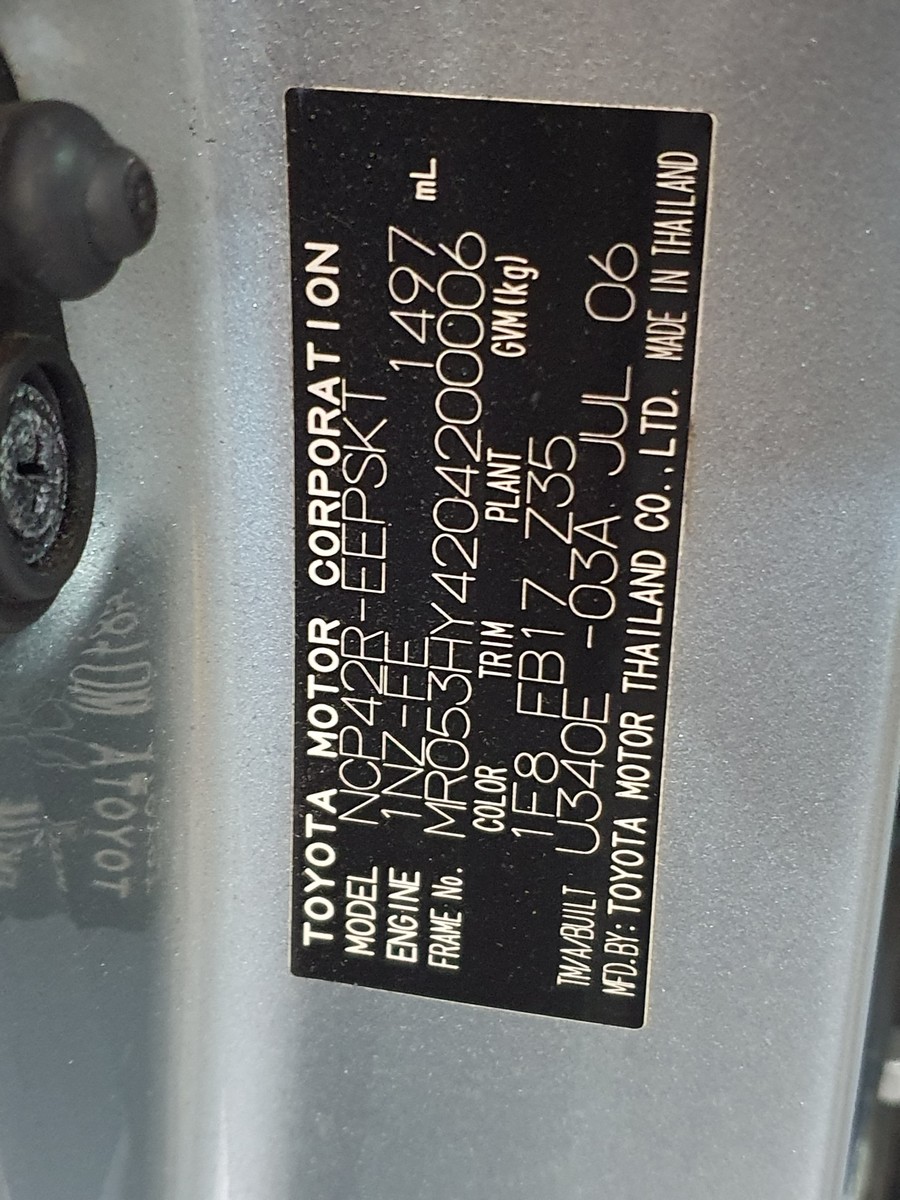 TOYOTA MOTOR CORPORATION
MODEL NCP42R-EEPSKT
ENGINE 1NZ-FE 1497 mL
FRAME No. MR053HY4204200006
COLOR TRIM PLANT GVM(kg)
1F8 FB17 Z35
TM/A/BUILT U340E -03A JUL 06
MFD.BY: TOYOTA MOTOR THAILAND CO.,LTD. MADE IN THAILAND